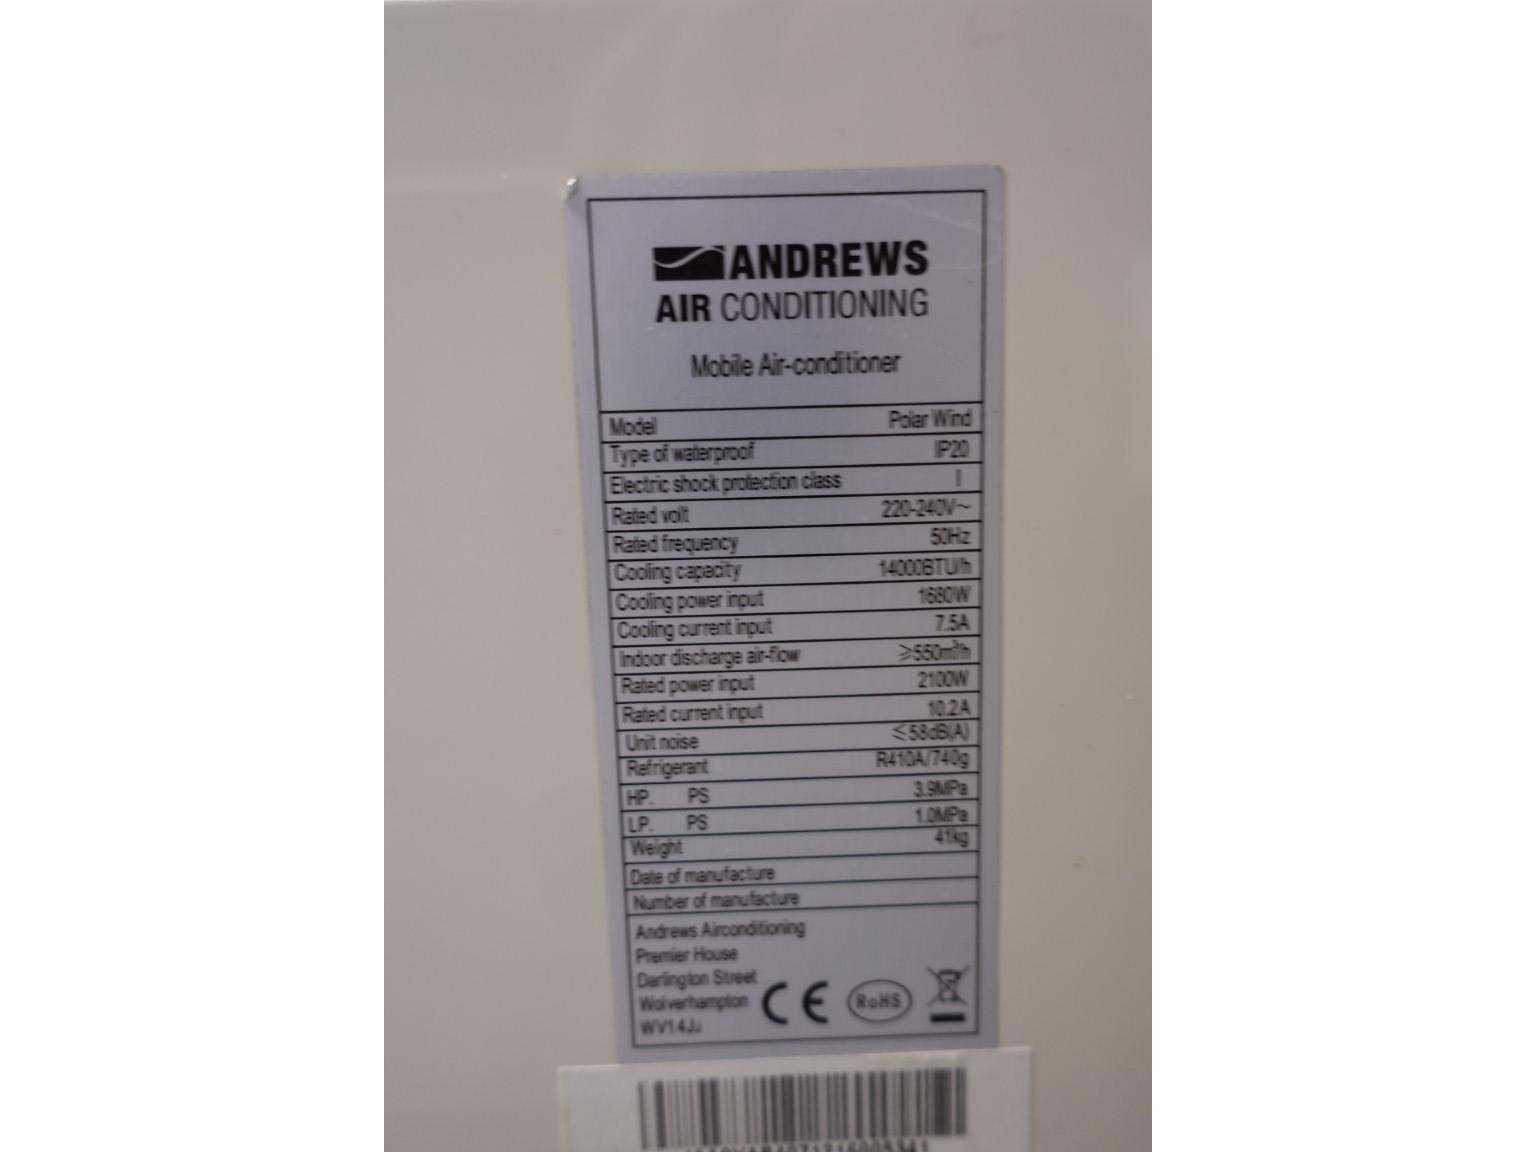 ANDREWS
AIR CONDITIONING
Mobile Air-conditioner
Model Polar Wind
Type of waterproof IP20
Electric shock protection class I
Rated volt 220-240V~
Rated frequency 50Hz
Cooling capacity 14000BTU/h
Cooling power input 1680W
Cooling current input 7.5A
Indoor discharge air-flow ≥550m³/h
Rated power input 2100W
Rated current input 10.2A
Unit noise ≤58dB(A)
Refrigerant R410A/740g
HP. PS 3.9MPa
LP. PS 1.0MPa
Weight 41kg
Date of manufacture
Number of manufacture
Andrews Airconditioning
Premier House
Darlington Street
Wolverhampton
WV1 4JJ
CE RoHS